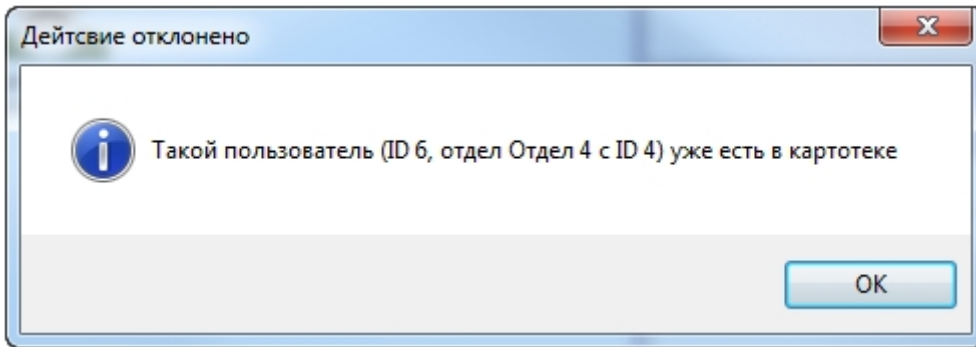 Дейтсвие отклонено
Такой пользователь (ID 6, отдел Отдел 4 с ID 4) уже есть в картотеке
OK